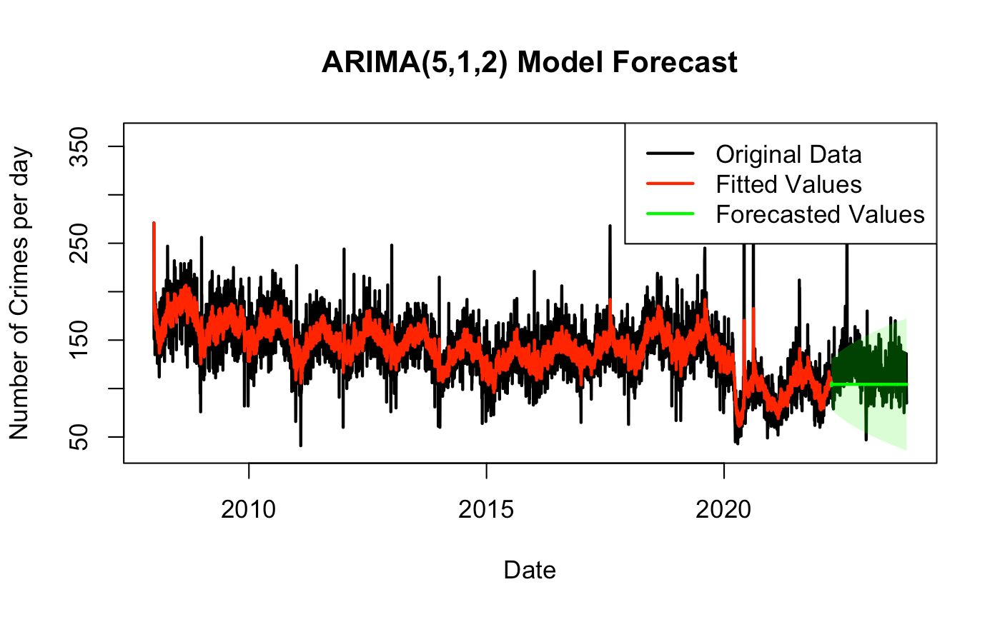 ARIMA(5,1,2) Model Forecast
Number of Crimes per day
350
250
150
50
Original Data
Fitted Values
Forecasted Values
2010
2015
2020
Date